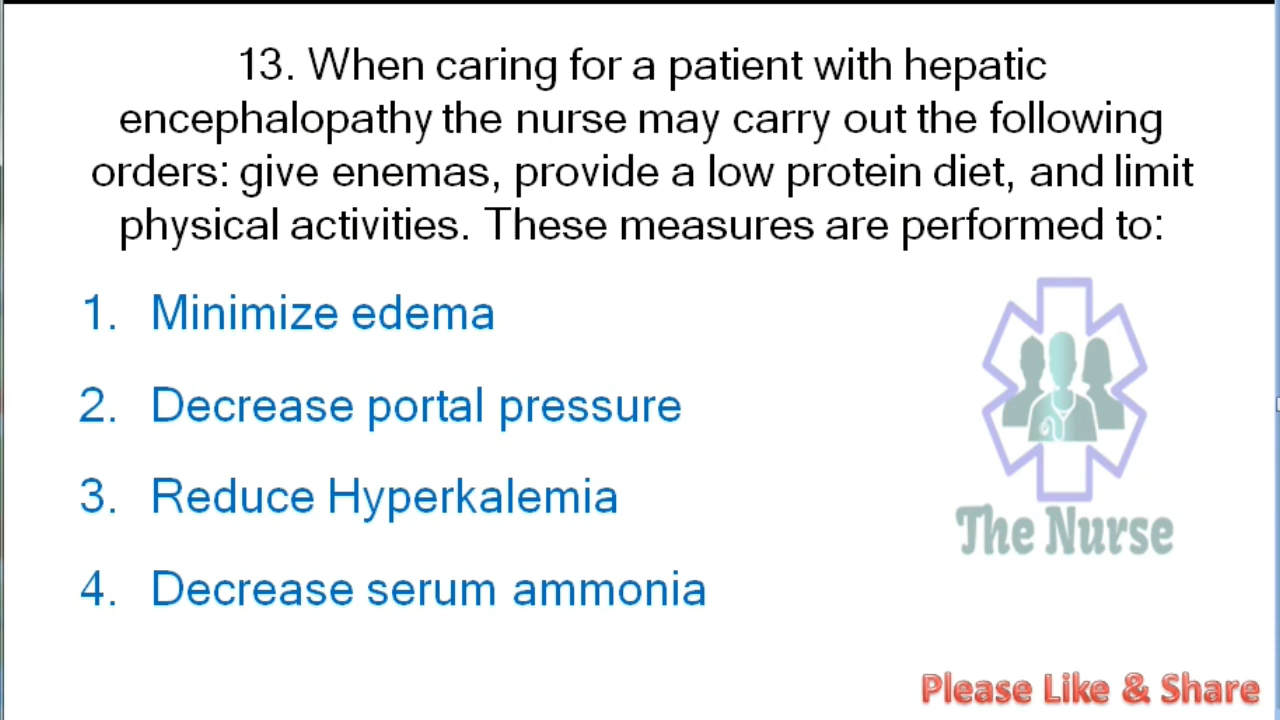 13. When caring for a patient with hepatic
encephalopathy the nurse may carry out the following
orders: give enemas, provide a low protein diet, and limit
physical activities. These measures are performed to:
1. Minimize edema
2. Decrease portal pressure
3. Reduce Hyperkalemia
4. Decrease serum ammonia
The Nurse
Please Like & Share